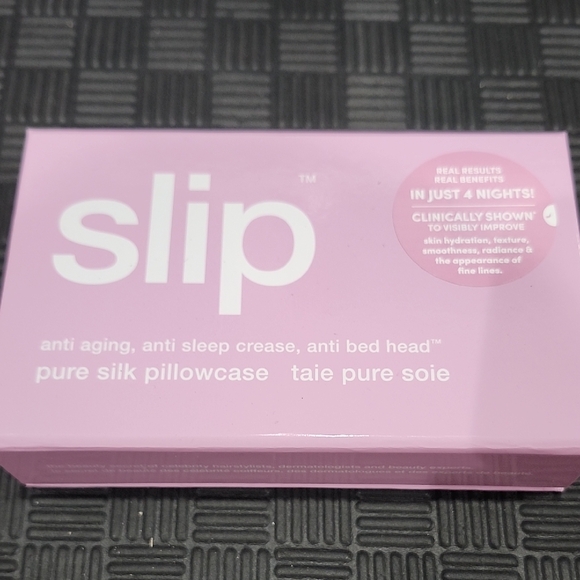 slip™
REAL RESULTS
REAL BENEFITS
IN JUST 4 NIGHTS!
CLINICALLY SHOWN*
TO VISIBLY IMPROVE
skin hydration, texture,
smoothness, radiance &
the appearance of
fine lines.
anti aging, anti sleep crease, anti bed head™
pure silk pillowcase taie pure soie